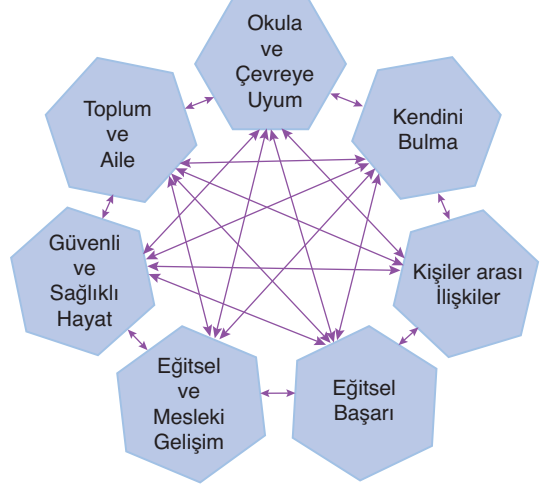 Okula
ve
Çevreye
Uyum
Kendini
Bulma
Kişiler arası
İlişkiler
Eğitsel
Başarı
Eğitsel
ve
Mesleki
Gelişim
Güvenli
ve
Sağlıklı
Hayat
Toplum
ve
Aile